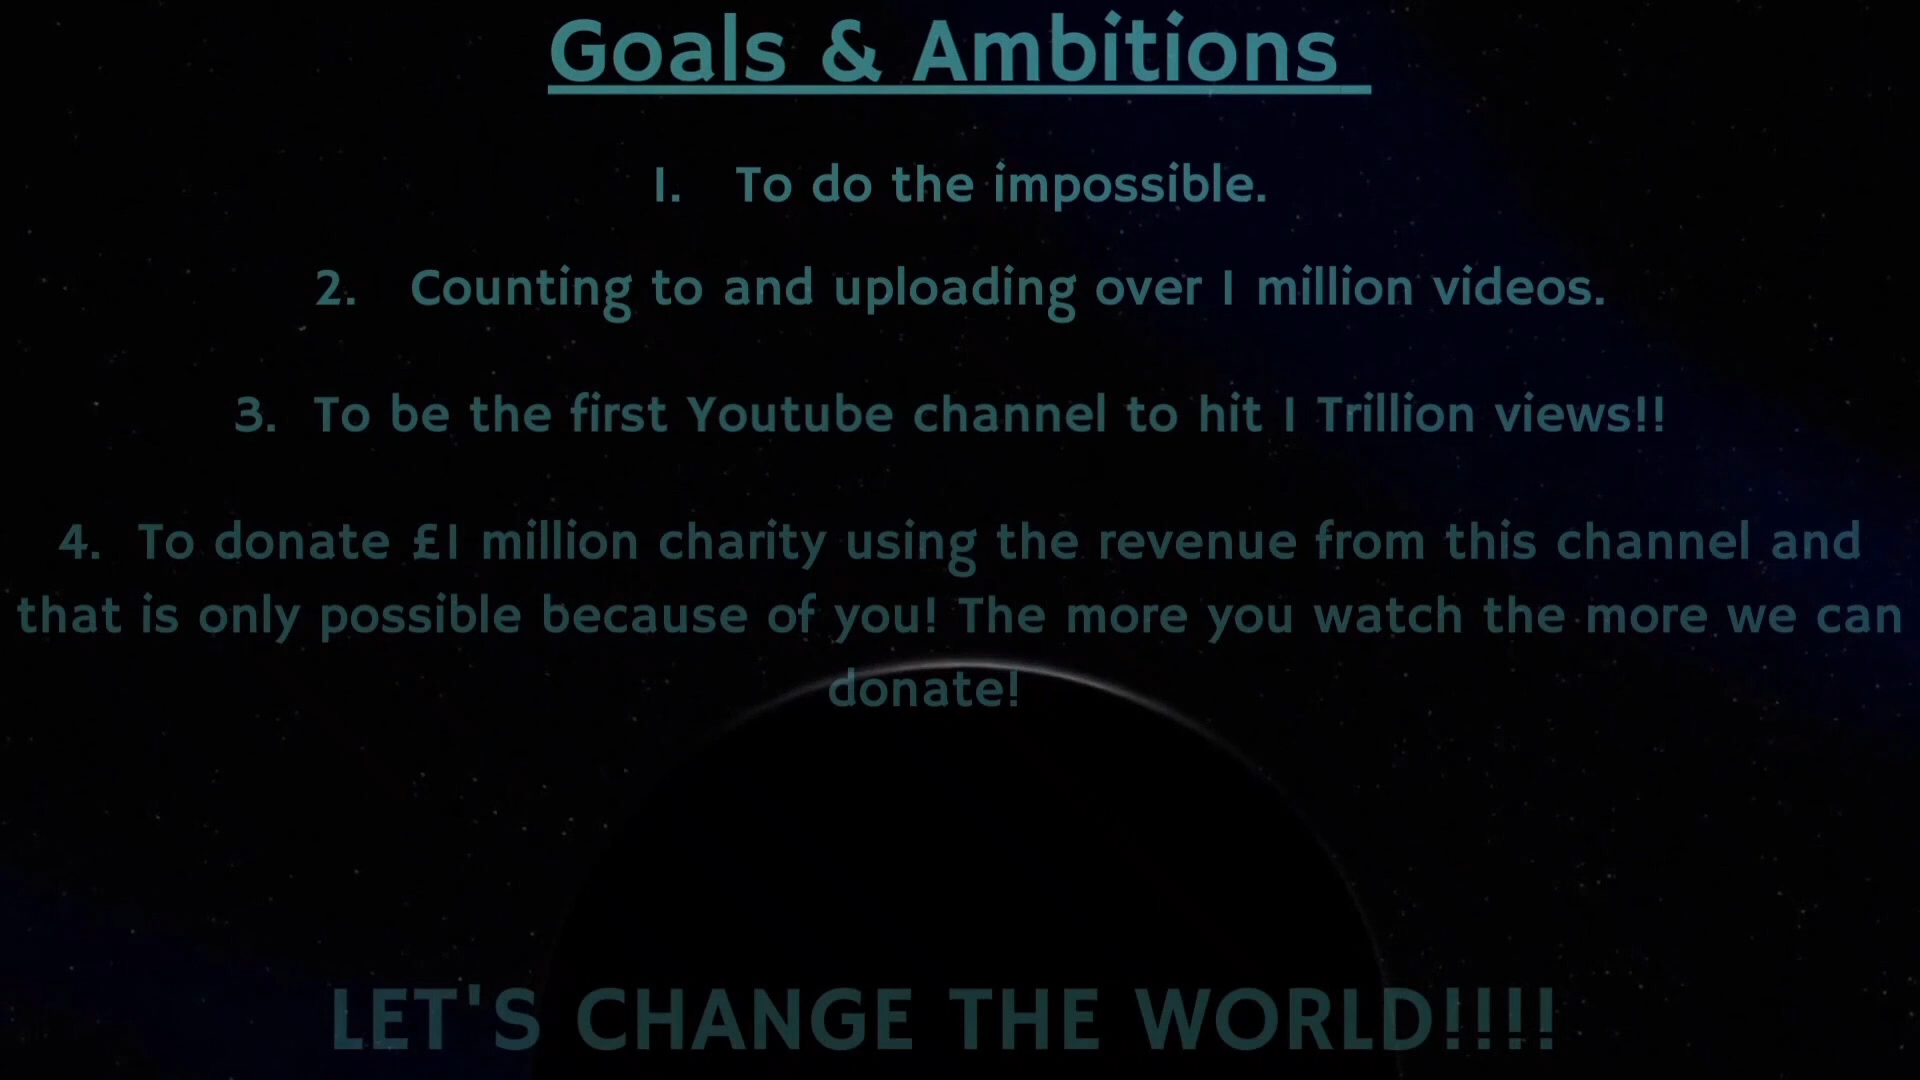 Goals & Ambitions
1. To do the impossible.
2. Counting to and uploading over 1 million videos.
3. To be the first Youtube channel to hit 1 Trillion views!!
4. To donate £1 million charity using the revenue from this channel and
that is only possible because of you! The more you watch the more we can
donate!
LET'S CHANGE THE WORLD!!!!